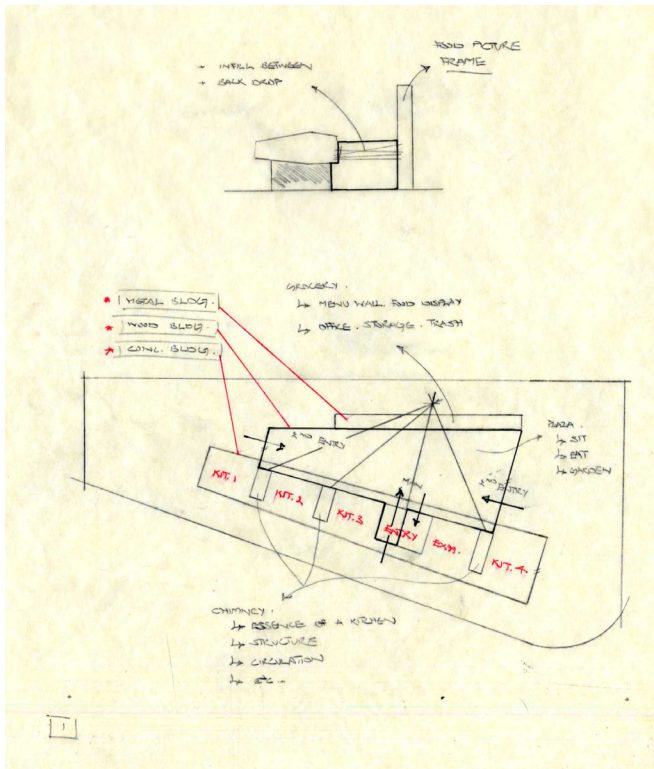 FOOD PICTURE
FRAME
→ INFILL BETWEEN
→ BACK DROP
GROCERY.
↳ MENU WALL FOOD DISPLAY
↳ OFFICE. STORAGE. TRASH
* METAL BLDG.
* WOOD BLDG.
* CONC. BLDG.
PLAZA.
↳ SIT
↳ EAT
↳ GARDEN
2ND ENTRY
2ND ENTRY
MAIN
KIT. 1
KIT. 2
KIT. 3
ENTRY
KIT. 4
CHIMNEY.
↳ ESSENCE OF A KITCHEN
↳ STRUCTURE
↳ CIRCULATION
↳ ETC..
1